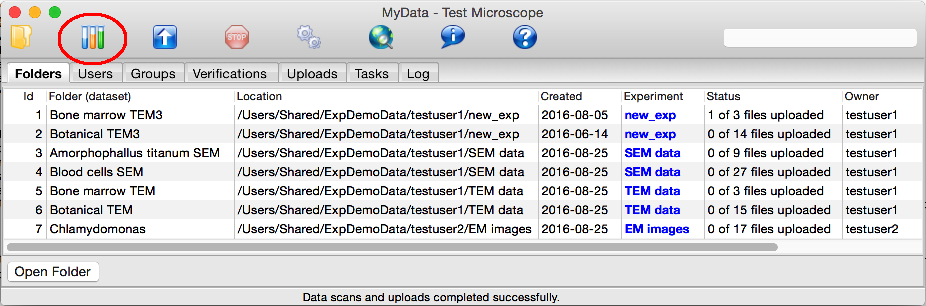 MyData - Test Microscope
STOP
Folders Users Groups Verifications Uploads Tasks Log
Id Folder (dataset) Location Created Experiment Status Owner
1 Bone marrow TEM3 /Users/Shared/ExpDemoData/testuser1/new_exp 2016-08-05 new_exp 1 of 3 files uploaded testuser1
2 Botanical TEM3 /Users/Shared/ExpDemoData/testuser1/new_exp 2016-06-14 new_exp 0 of 14 files uploaded testuser1
3 Amorphophallus titanum SEM /Users/Shared/ExpDemoData/testuser1/SEM data 2016-08-25 SEM data 0 of 9 files uploaded testuser1
4 Blood cells SEM /Users/Shared/ExpDemoData/testuser1/SEM data 2016-08-25 SEM data 0 of 27 files uploaded testuser1
5 Bone marrow TEM /Users/Shared/ExpDemoData/testuser1/TEM data 2016-08-25 TEM data 0 of 3 files uploaded testuser1
6 Botanical TEM /Users/Shared/ExpDemoData/testuser1/TEM data 2016-08-25 TEM data 0 of 15 files uploaded testuser1
7 Chlamydomonas /Users/Shared/ExpDemoData/testuser2/EM images 2016-08-25 EM images 0 of 17 files uploaded testuser2
Open Folder
Data scans and uploads completed successfully.